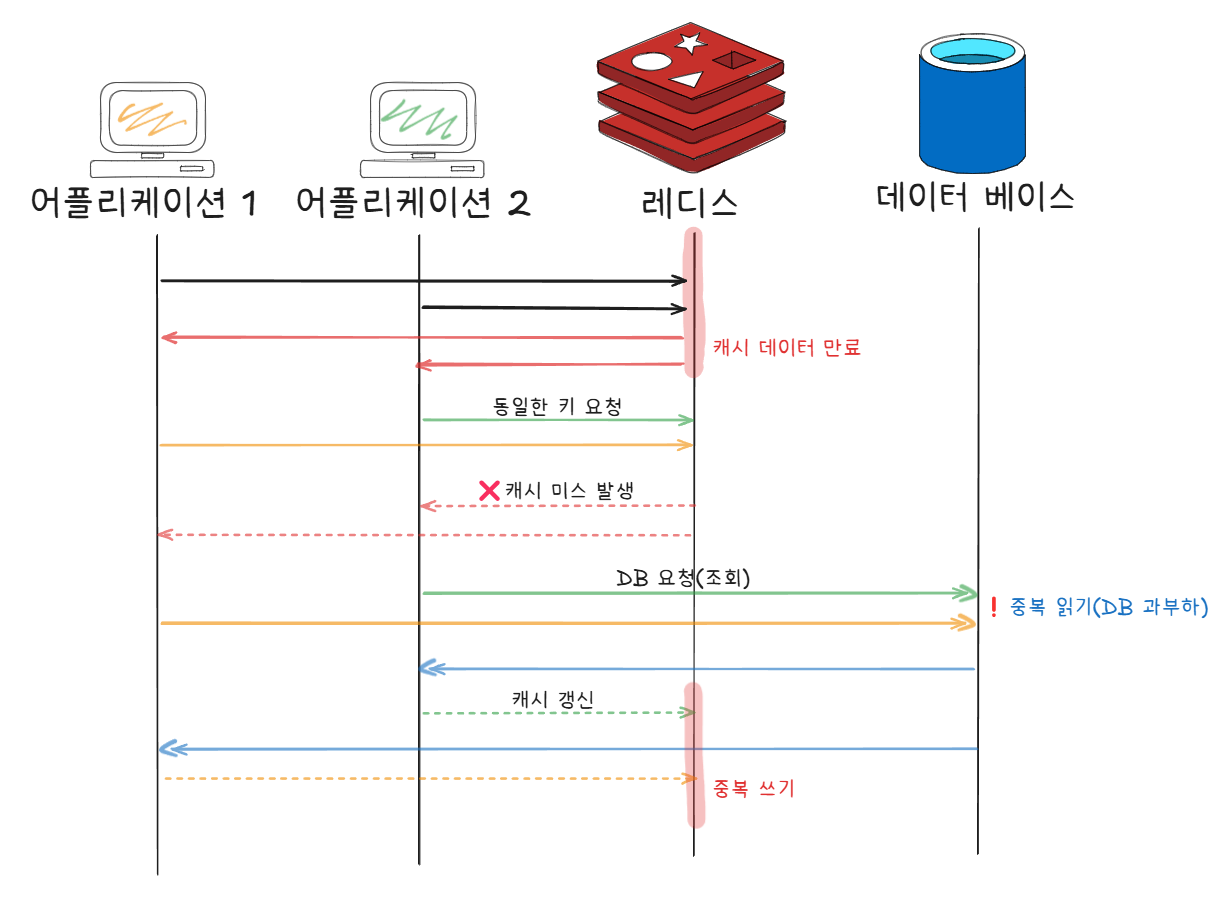 어플리케이션 1
어플리케이션 2
레디스
데이터 베이스
캐시 데이터 만료
동일한 키 요청
❌ 캐시 미스 발생
DB 요청(조회)
❗ 중복 읽기(DB 과부하)
캐시 갱신
중복 쓰기